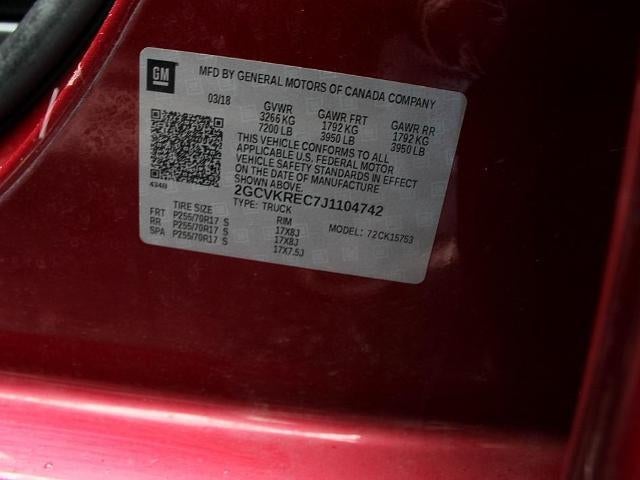 GM
MFD BY GENERAL MOTORS OF CANADA COMPANY
03/18 GVWR GAWR FRT GAWR RR
3266 KG 1792 KG 1792 KG
7200 LB 3950 LB 3950 LB
THIS VEHICLE CONFORMS TO ALL
APPLICABLE U.S. FEDERAL MOTOR
VEHICLE SAFETY STANDARDS IN EFFECT
ON THE DATE OF MANUFACTURE
SHOWN ABOVE.
2GCVKREC7J1104742
TYPE: TRUCK MODEL: 72CK15753
TIRE SIZE RIM
FRT P255/70R17 S 17X8J
RR P255/70R17 S 17X8J
SPA P255/70R17 S 17X7.5J